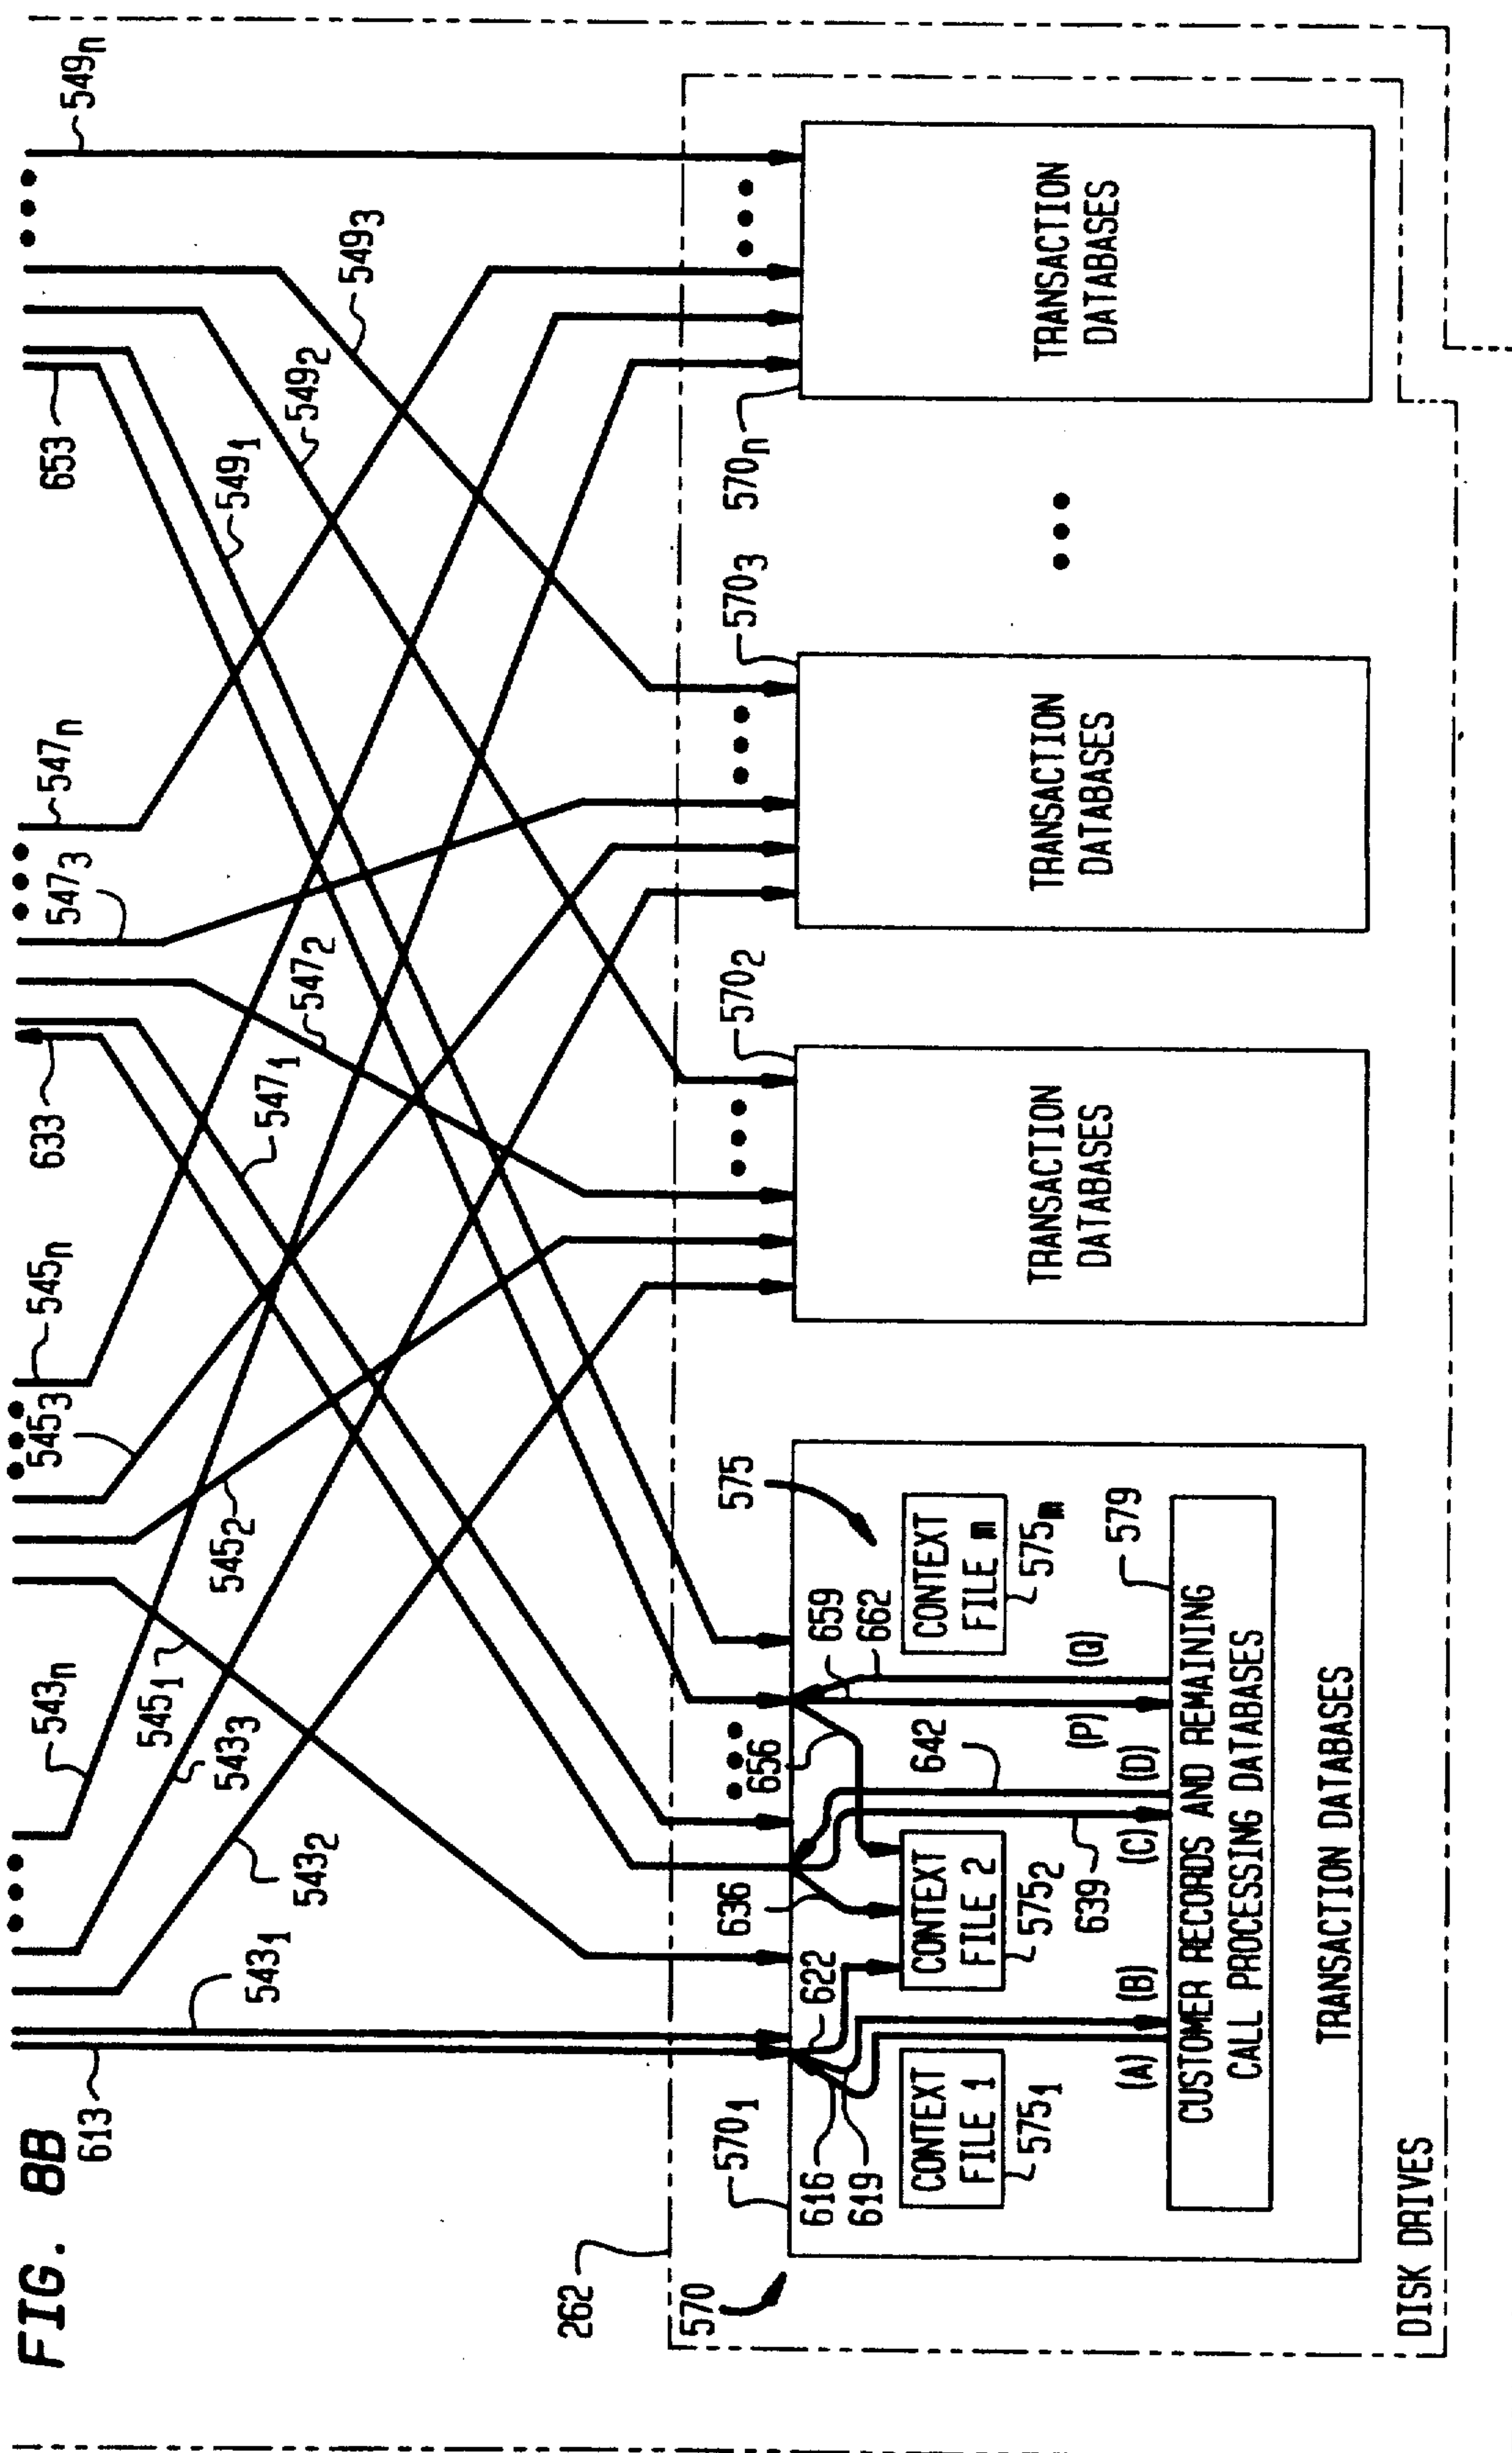 FIG. 8B
613
543₁
543₂
543₃
543ₙ
545₁
545₂
545₃
545ₙ
633
547₁
547₂
547₃
547ₙ
653
549₁
549₂
549₃
549ₙ
262
570
570₁
570₂
570₃
570ₙ
616
619
622
636
656
659
662
575
CONTEXT
FILE 1
575₁
CONTEXT
FILE 2
575₂
CONTEXT
FILE m
575ₘ
639
642
579
(A)
(B)
(C)
(D)
(P)
(Q)
CUSTOMER RECORDS AND REMAINING
CALL PROCESSING DATABASES
TRANSACTION DATABASES
TRANSACTION
DATABASES
TRANSACTION
DATABASES
TRANSACTION
DATABASES
DISK DRIVES